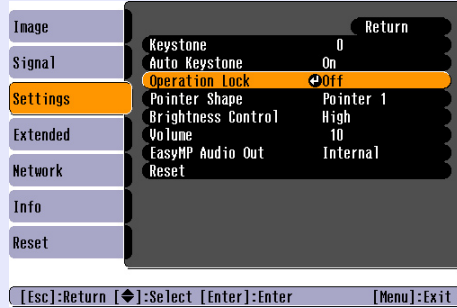 Image
Signal
Settings
Extended
Network
Info
Reset
Return
Keystone 0
Auto Keystone On
Operation Lock Off
Pointer Shape Pointer 1
Brightness Control High
Volume 10
EasyMP Audio Out Internal
Reset
[Esc]:Return [◆]:Select [Enter]:Enter [Menu]:Exit